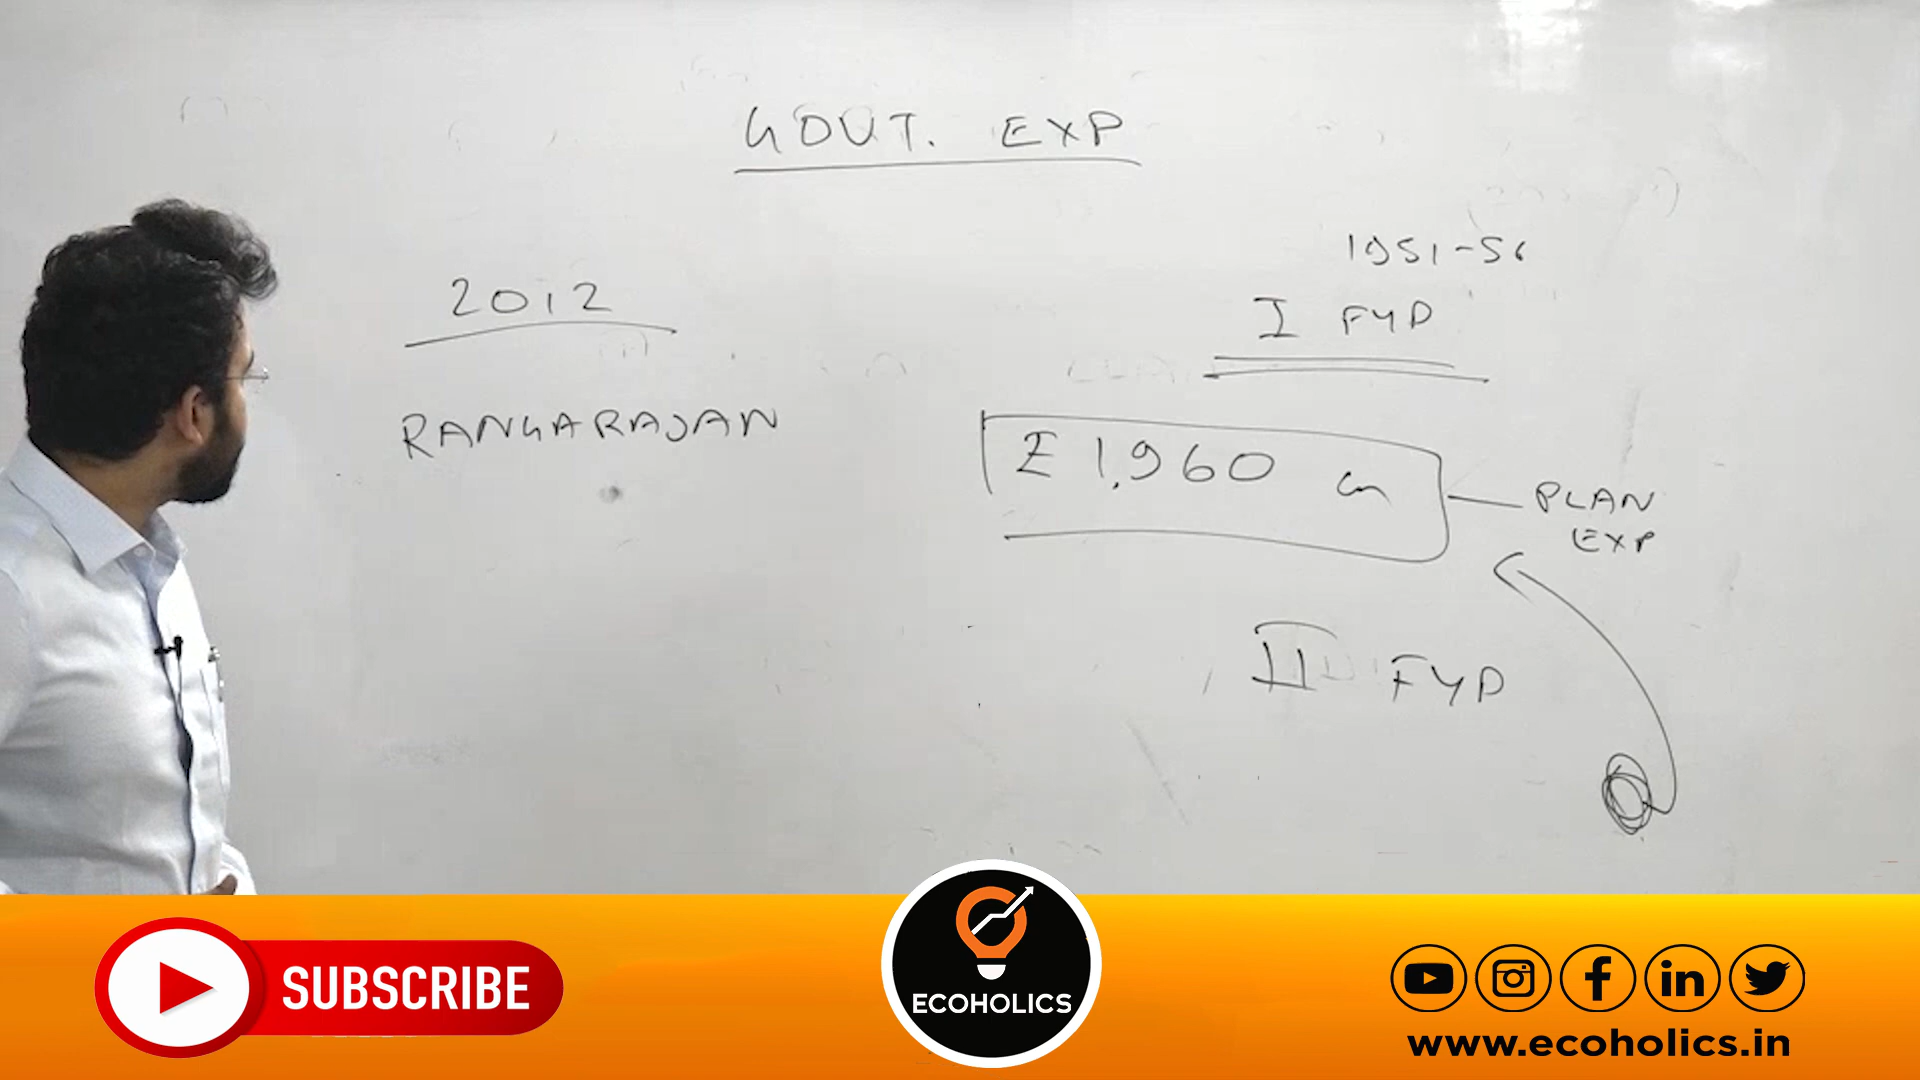 GOVT. EXP
2012
RANGARAJAN
1951-56
I FYP
₹ 1,960 cr
PLAN
EXP
II FYP
SUBSCRIBE
ECOHOLICS
www.ecoholics.in